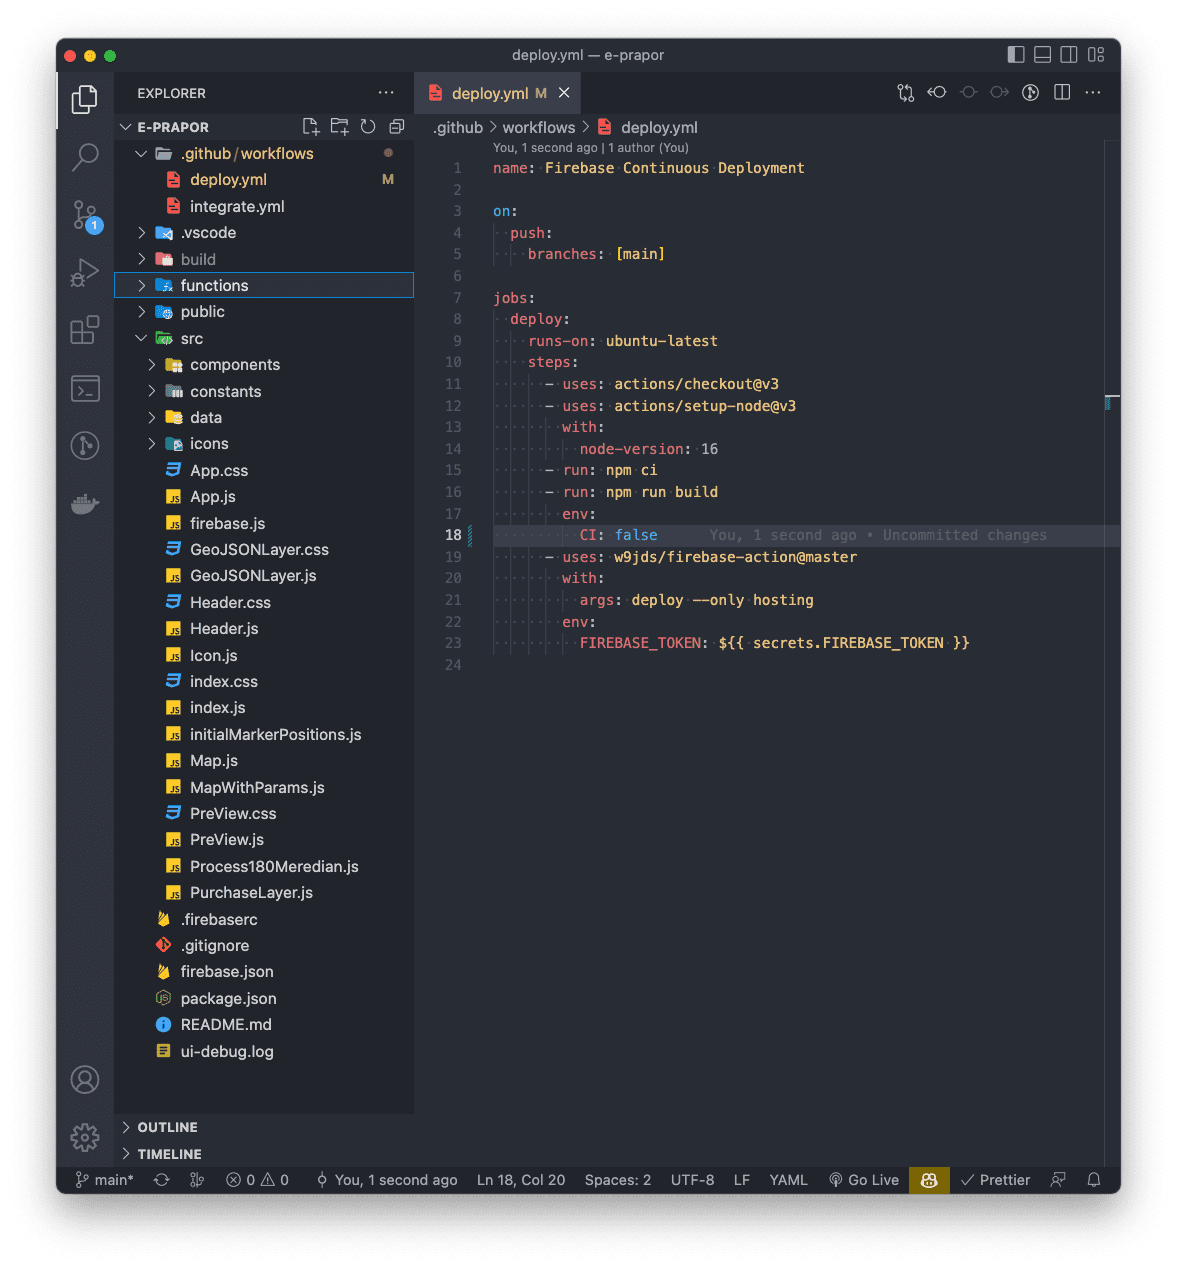 deploy.yml — e-prapor
EXPLORER
E-PRAPOR
.github/workflows
deploy.yml M
integrate.yml
.vscode
build
functions
public
src
components
constants
data
icons
App.css
App.js
firebase.js
GeoJSONLayer.css
GeoJSONLayer.js
Header.css
Header.js
Icon.js
index.css
index.js
initialMarkerPositions.js
Map.js
MapWithParams.js
PreView.css
PreView.js
Process180Meredian.js
PurchaseLayer.js
.firebaserc
.gitignore
firebase.json
package.json
README.md
ui-debug.log
OUTLINE
TIMELINE
1
deploy.yml M
.github > workflows > deploy.yml
You, 1 second ago | 1 author (You)
1 name: Firebase Continuous Deployment
2
3 on:
4 push:
5 branches: [main]
6
7 jobs:
8 deploy:
9 runs-on: ubuntu-latest
10 steps:
11 - uses: actions/checkout@v3
12 - uses: actions/setup-node@v3
13 with:
14 node-version: 16
15 - run: npm ci
16 - run: npm run build
17 env:
18 CI: false You, 1 second ago • Uncommitted changes
19 - uses: w9jds/firebase-action@master
20 with:
21 args: deploy --only hosting
22 env:
23 FIREBASE_TOKEN: ${{ secrets.FIREBASE_TOKEN }}
24
main* 0 0 You, 1 second ago Ln 18, Col 20 Spaces: 2 UTF-8 LF YAML Go Live Prettier